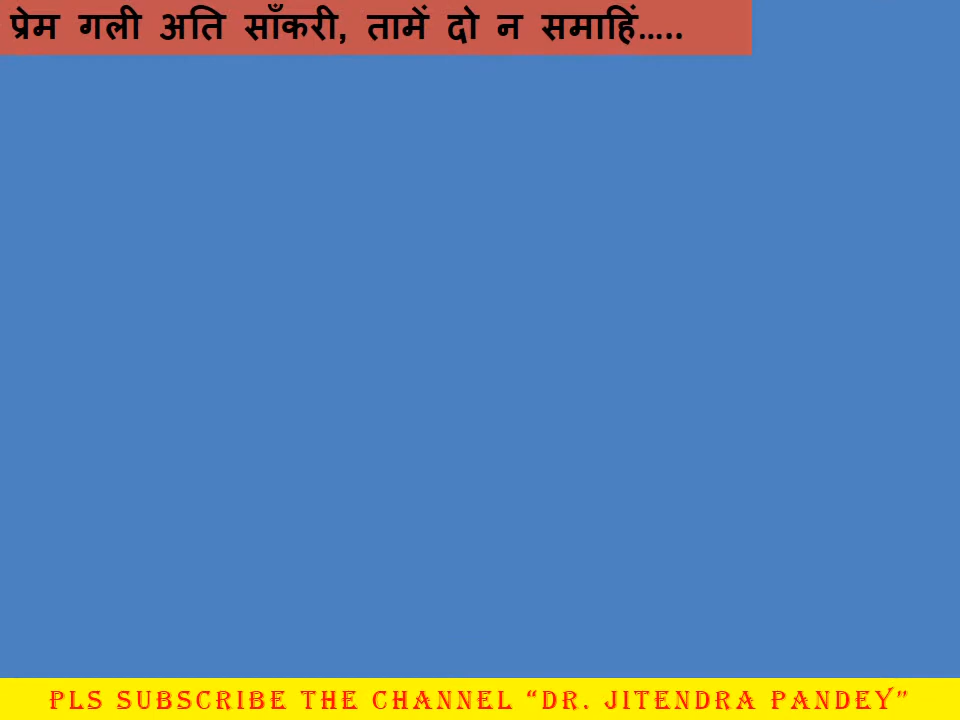 प्रेम गली अति साँकरी, तामें दो न समाहिं.....
PLS SUBSCRIBE THE CHANNEL “DR. JITENDRA PANDEY”